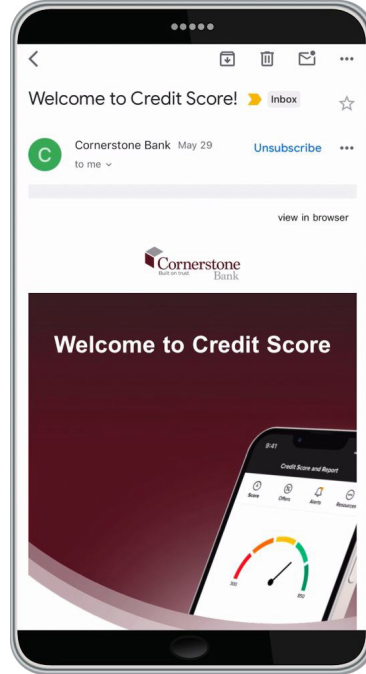 Welcome to Credit Score! Inbox
C
Cornerstone Bank May 29 Unsubscribe
to me
view in browser
Cornerstone
Built on trust Bank
Welcome to Credit Score
9:41
Credit Score and Report
Score Offers Alerts Resources
300 850